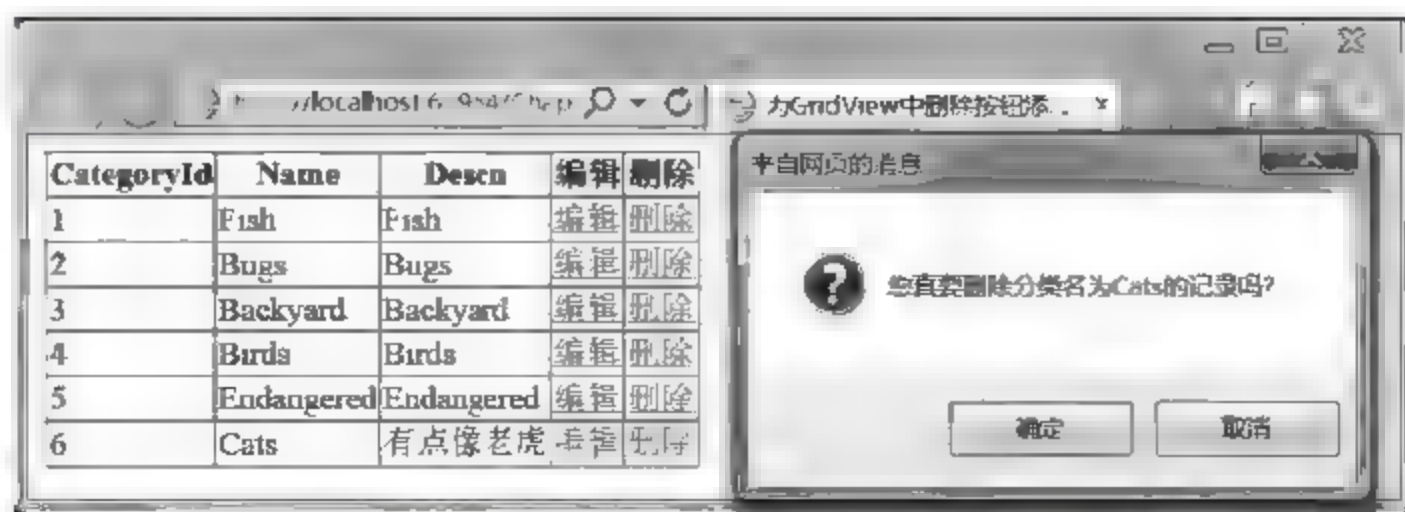 localhost
为GridView中删除按钮添...
来自网页的消息
CategoryId Name Descn 编辑 删除
1 Fish Fish 编辑 删除
2 Bugs Bugs 编辑 删除
3 Backyard Backyard 编辑 删除
4 Birds Birds 编辑 删除
5 Endangered Endangered 编辑 删除
6 Cats 有点像老虎 编辑 删除
您真要删除分类名为Cats的记录吗?
确定 取消